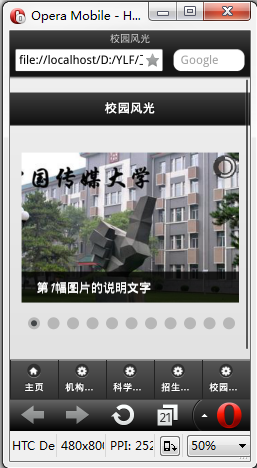 Opera Mobile - H...
校园风光
file://localhost/D:/YLF/
Google
校园风光
国传媒大学
第1幅图片的说明文字
主页
机构...
科学...
招生...
校园...
21
HTC De
480x800
PPI: 252
50%